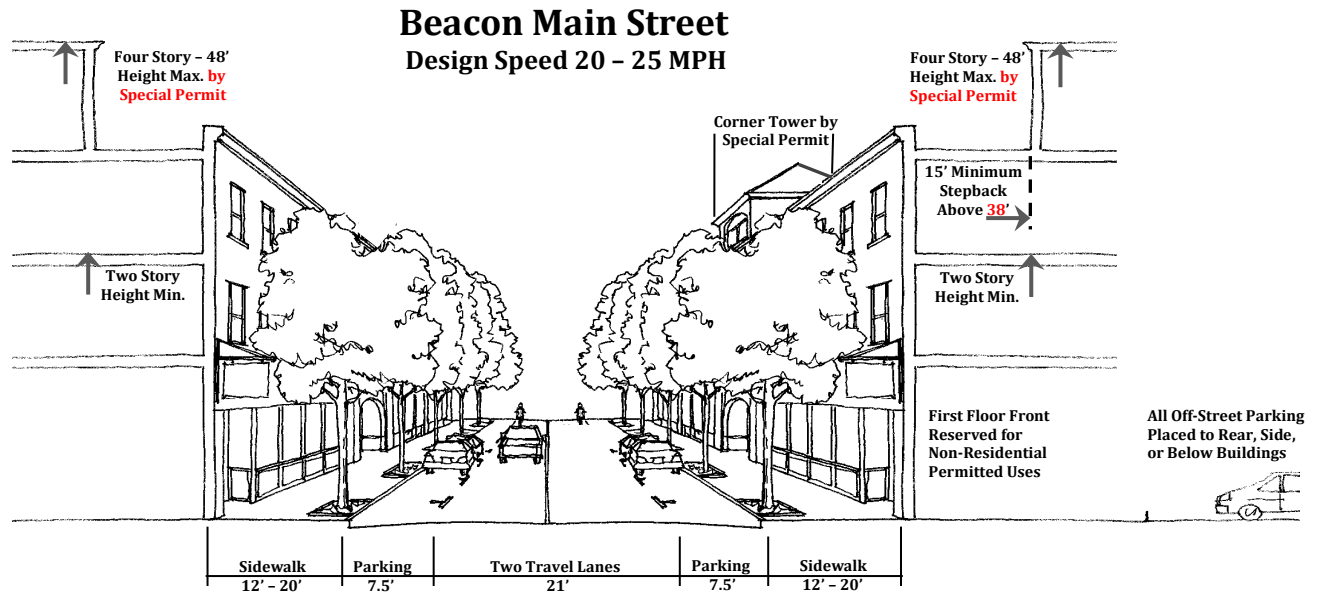 Beacon Main Street
Design Speed 20 – 25 MPH
Four Story – 48’
Height Max. by
Special Permit
Four Story – 48’
Height Max. by
Special Permit
Corner Tower by
Special Permit
15’ Minimum
Stepback
Above 38’
Two Story
Height Min.
Two Story
Height Min.
First Floor Front
Reserved for
Non-Residential
Permitted Uses
All Off-Street Parking
Placed to Rear, Side,
or Below Buildings
Sidewalk
12’ – 20’
Parking
7.5’
Two Travel Lanes
21’
Parking
7.5’
Sidewalk
12’ – 20’